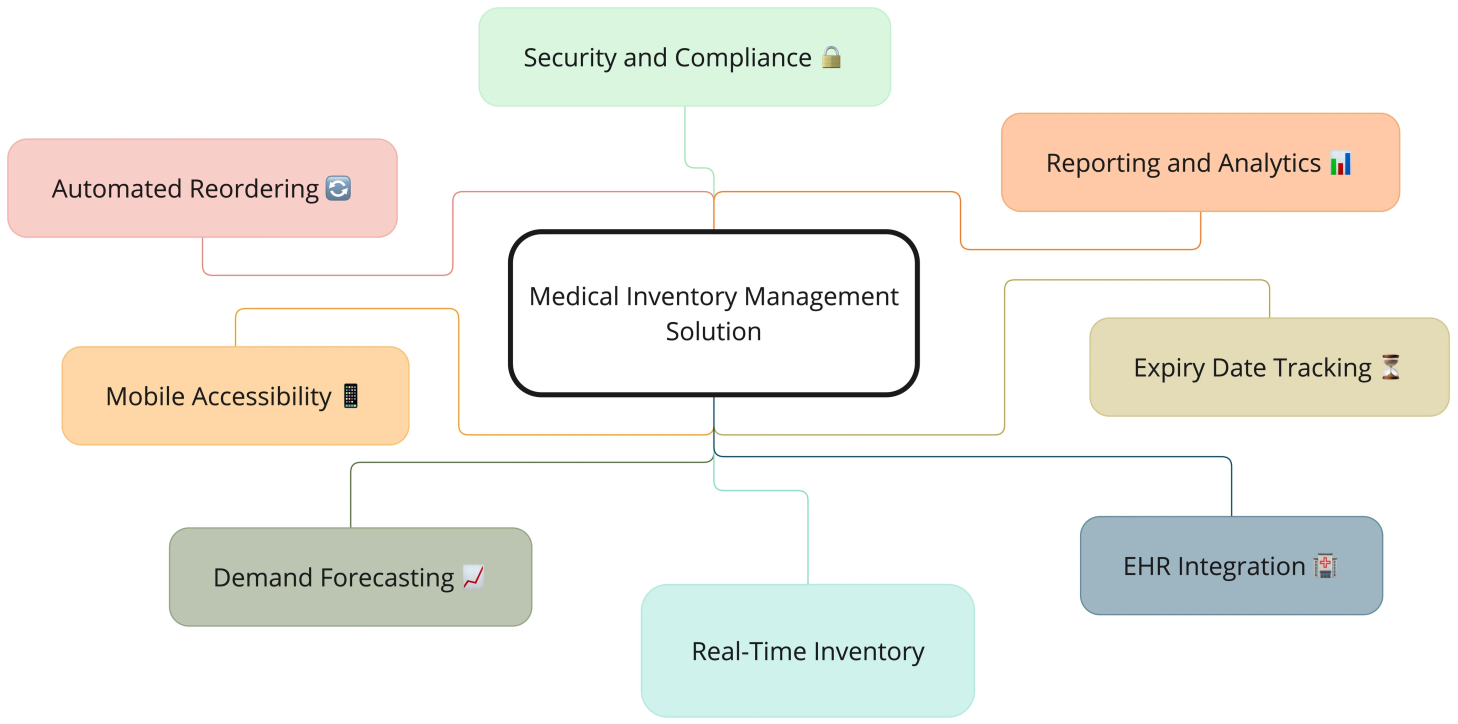 Security and Compliance 🔒
Automated Reordering 🔄
Reporting and Analytics 📊
Medical Inventory Management
Solution
Mobile Accessibility 📱
Expiry Date Tracking ⏳
Demand Forecasting 📈
EHR Integration 🏥
Real-Time Inventory